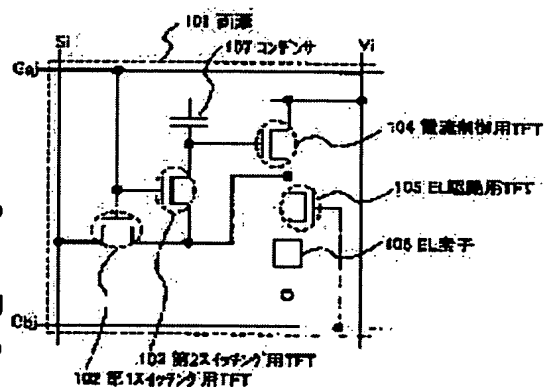 101 画素
Si
107 コンデンサ
Vi
Gaj
104 電流制御用TFT
105 EL駆動用TFT
106 EL素子
Gbj
103 第2スイッチング用TFT
102 第1スイッチング用TFT